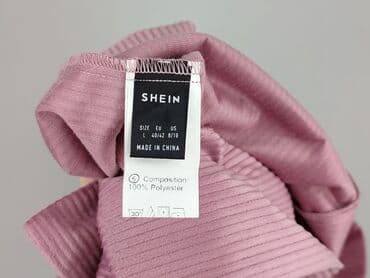 SHEIN
SIZE EU US
L 40/42 8/10
MADE IN CHINA
Composition
100% Polyester
30